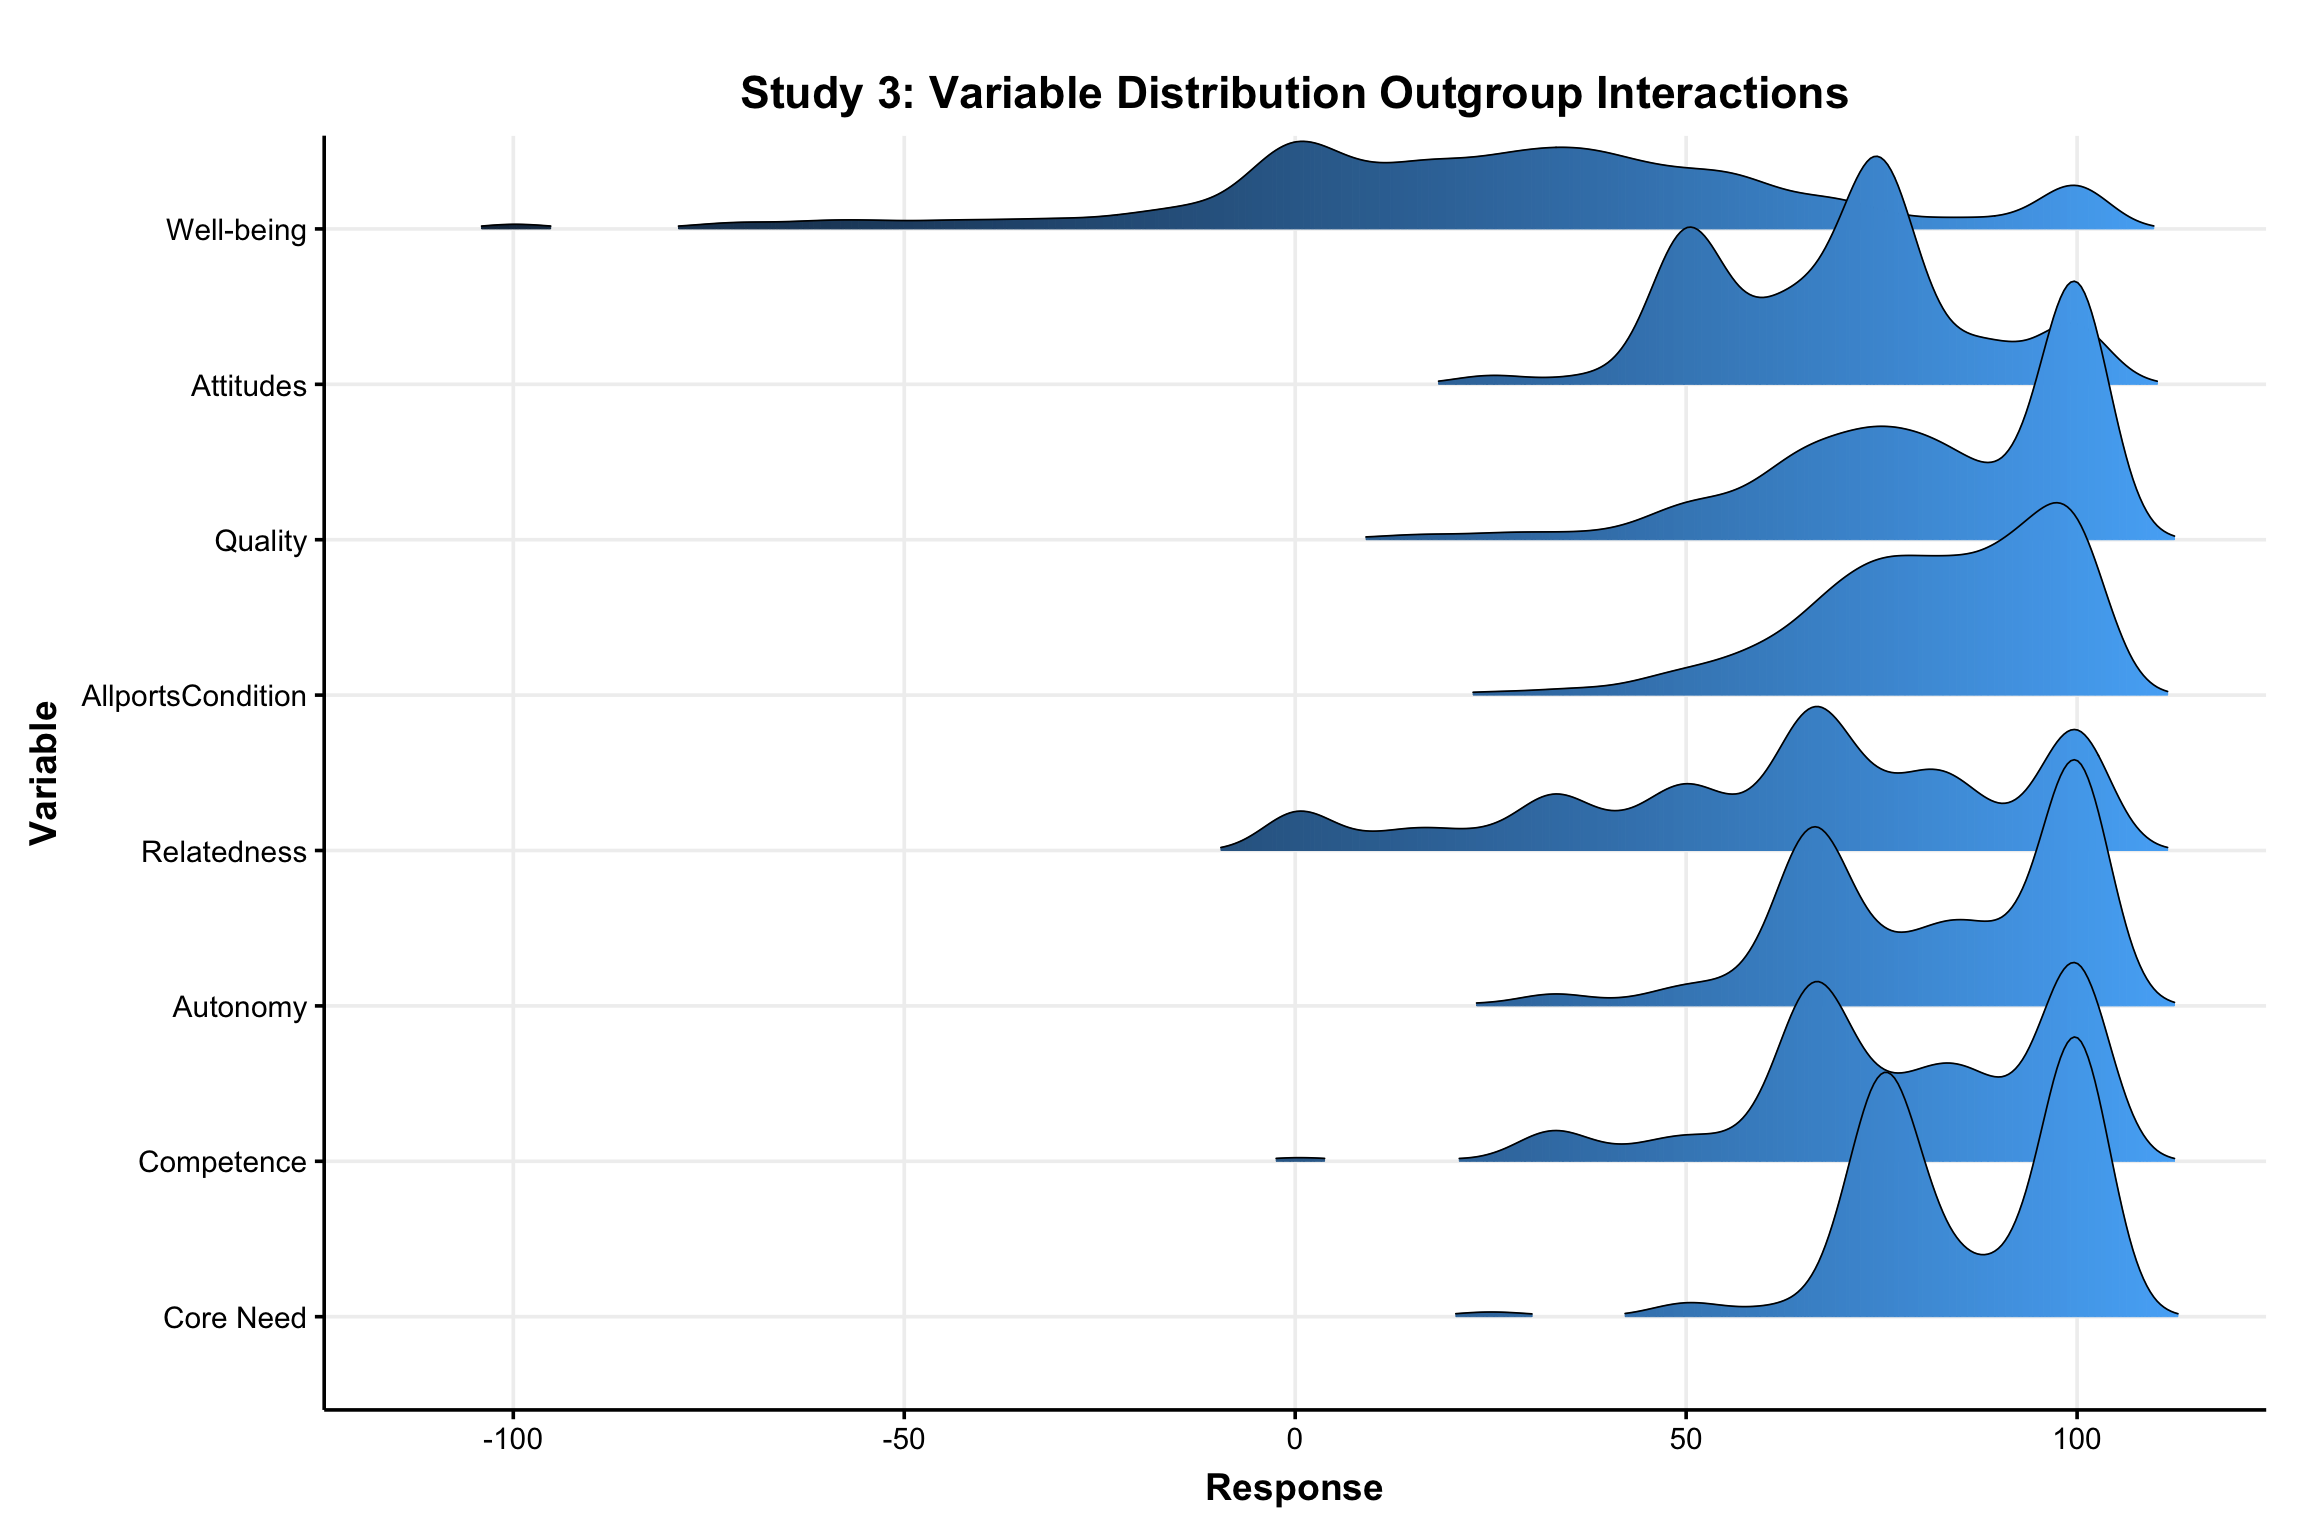 Study 3: Variable Distribution Outgroup Interactions
Variable
Well-being
Attitudes
Quality
AllportsCondition
Relatedness
Autonomy
Competence
Core Need
-100
-50
0
50
100
Response